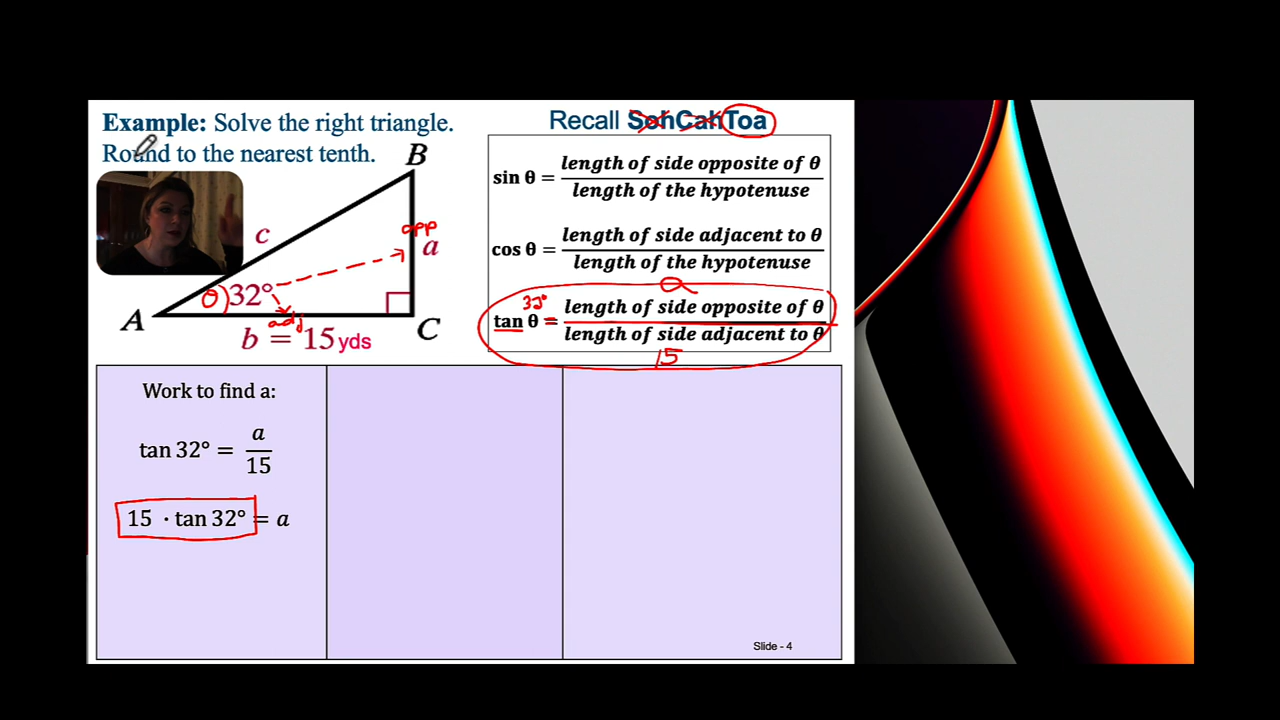 Example: Solve the right triangle.
Round to the nearest tenth.
B
c
opp
a
θ
32°
adj
A
C
b = 15 yds
Recall SohCahToa
sin θ = length of side opposite of θ
length of the hypotenuse
cos θ = length of side adjacent to θ
length of the hypotenuse
a
32°
tan θ = length of side opposite of θ
length of side adjacent to θ
15
Work to find a:
tan 32° = a
15
15 · tan 32° = a
Slide - 4